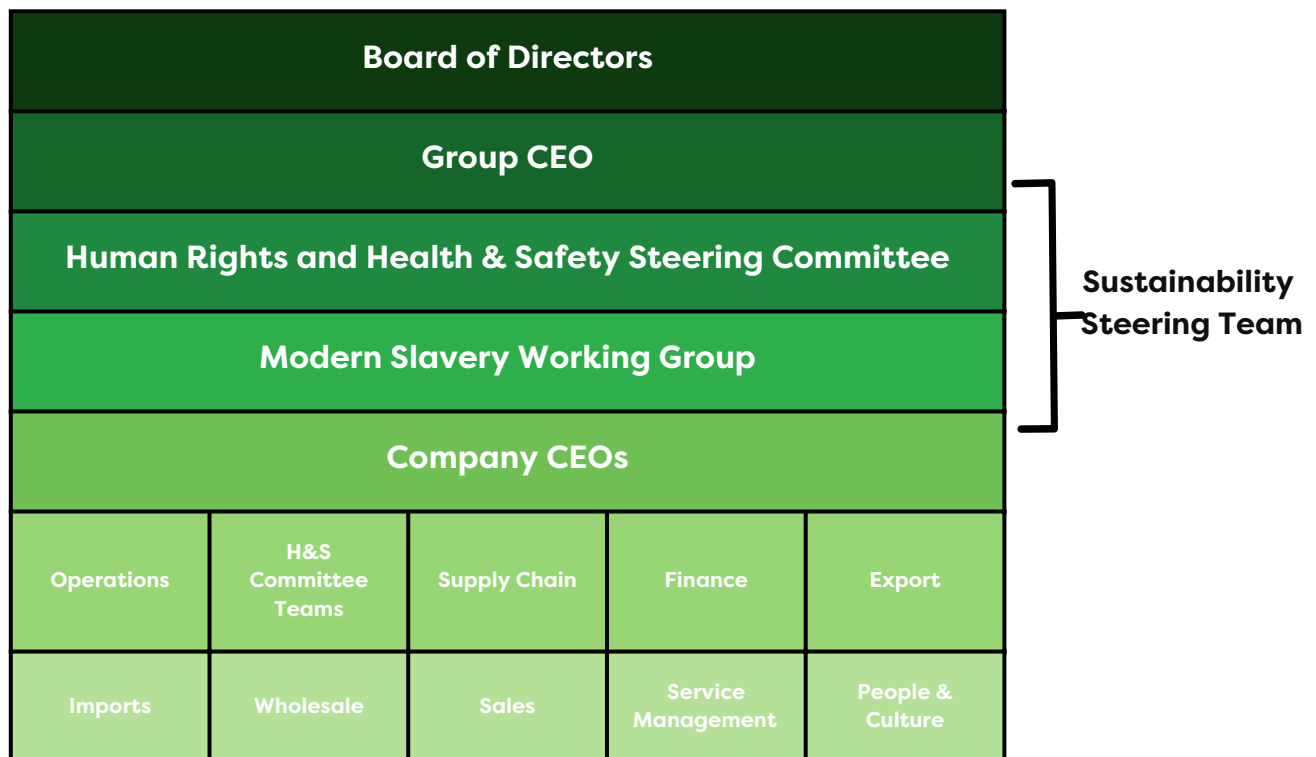 Board of Directors
Group CEO
Human Rights and Health & Safety Steering Committee
Modern Slavery Working Group
Company CEOs
Sustainability
Steering Team
Operations
H&S
Committee
Teams
Supply Chain
Finance
Export
Imports
Wholesale
Sales
Service
Management
People &
Culture